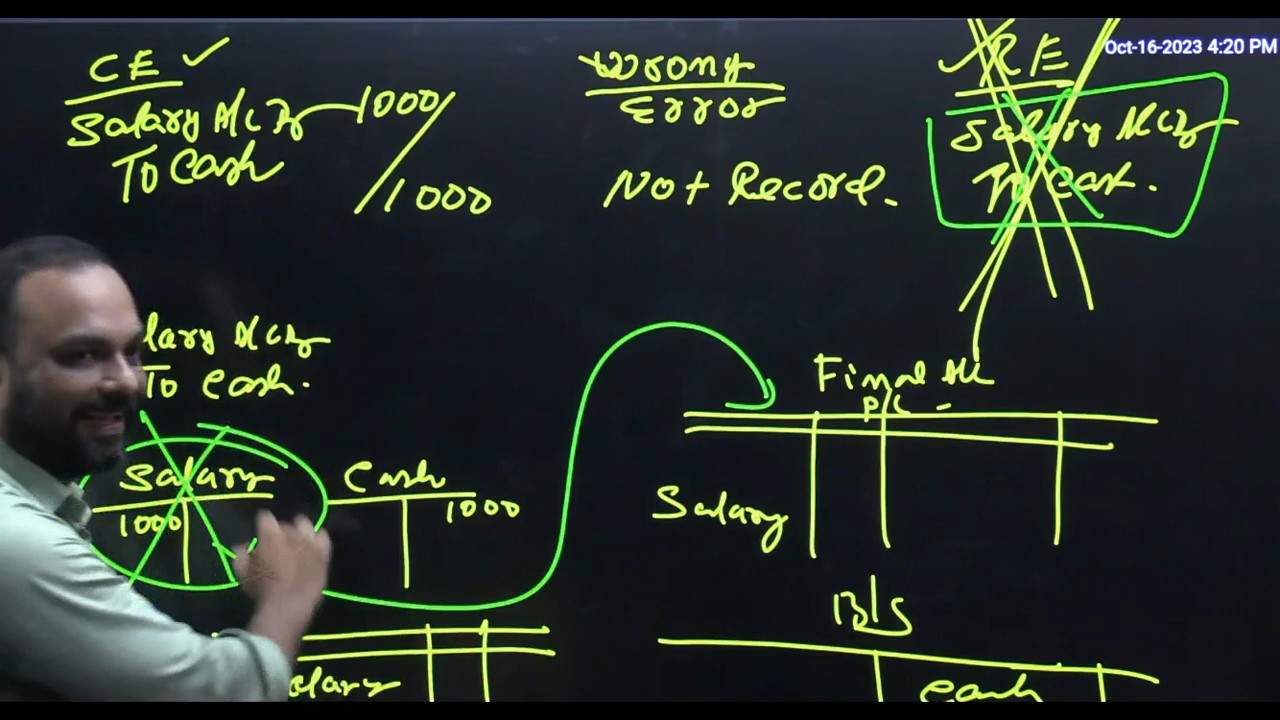 CE ✓
Salary A/c Dr 1000/
To Cash /1000
Wrong
Error
Not Record.
✓ RE
Salary A/c Dr
To Cash.
Oct-16-2023 4:20 PM
lary A/c Dr
To Cash.
Salary
1000
Cash
1000
alary
Final A/c
P/L -
Salary
B/S
Cash